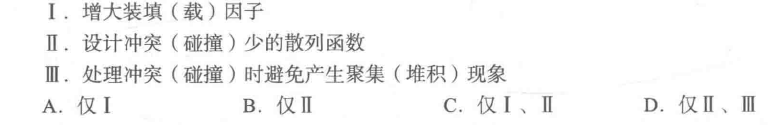 Ⅰ．增大装填（载）因子
Ⅱ．设计冲突（碰撞）少的散列函数
Ⅲ．处理冲突（碰撞）时避免产生聚集（堆积）现象
A．仅Ⅰ B．仅Ⅱ C．仅Ⅰ、Ⅱ D．仅Ⅱ、Ⅲ